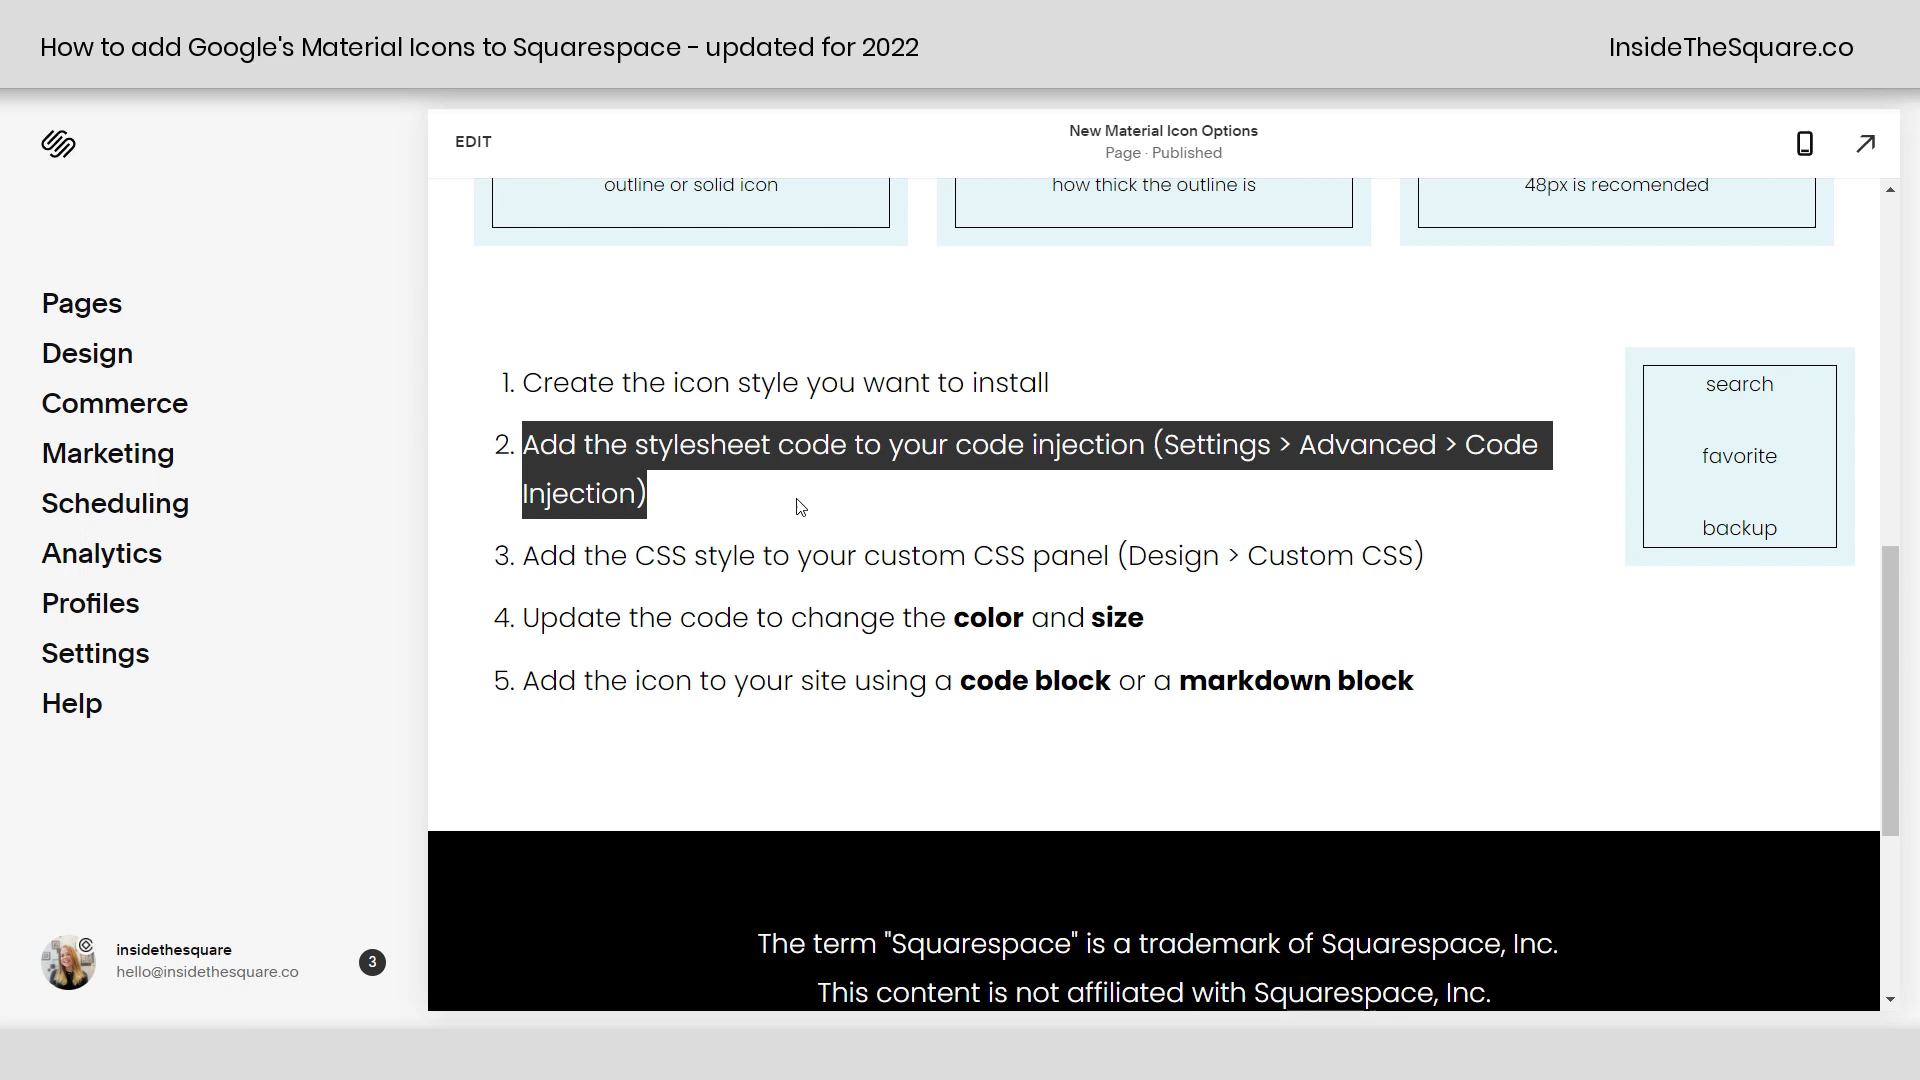 How to add Google's Material Icons to Squarespace - updated for 2022
InsideTheSquare.co
EDIT
New Material Icon Options
Page · Published
outline or solid icon
how thick the outline is
48px is recomended
Pages
Design
Commerce
Marketing
Scheduling
Analytics
Profiles
Settings
Help
1. Create the icon style you want to install
2. Add the stylesheet code to your code injection (Settings > Advanced > Code
Injection)
3. Add the CSS style to your custom CSS panel (Design > Custom CSS)
4. Update the code to change the color and size
5. Add the icon to your site using a code block or a markdown block
search
favorite
backup
insidethesquare
hello@insidethesquare.co
3
The term "Squarespace" is a trademark of Squarespace, Inc.
This content is not affiliated with Squarespace, Inc.